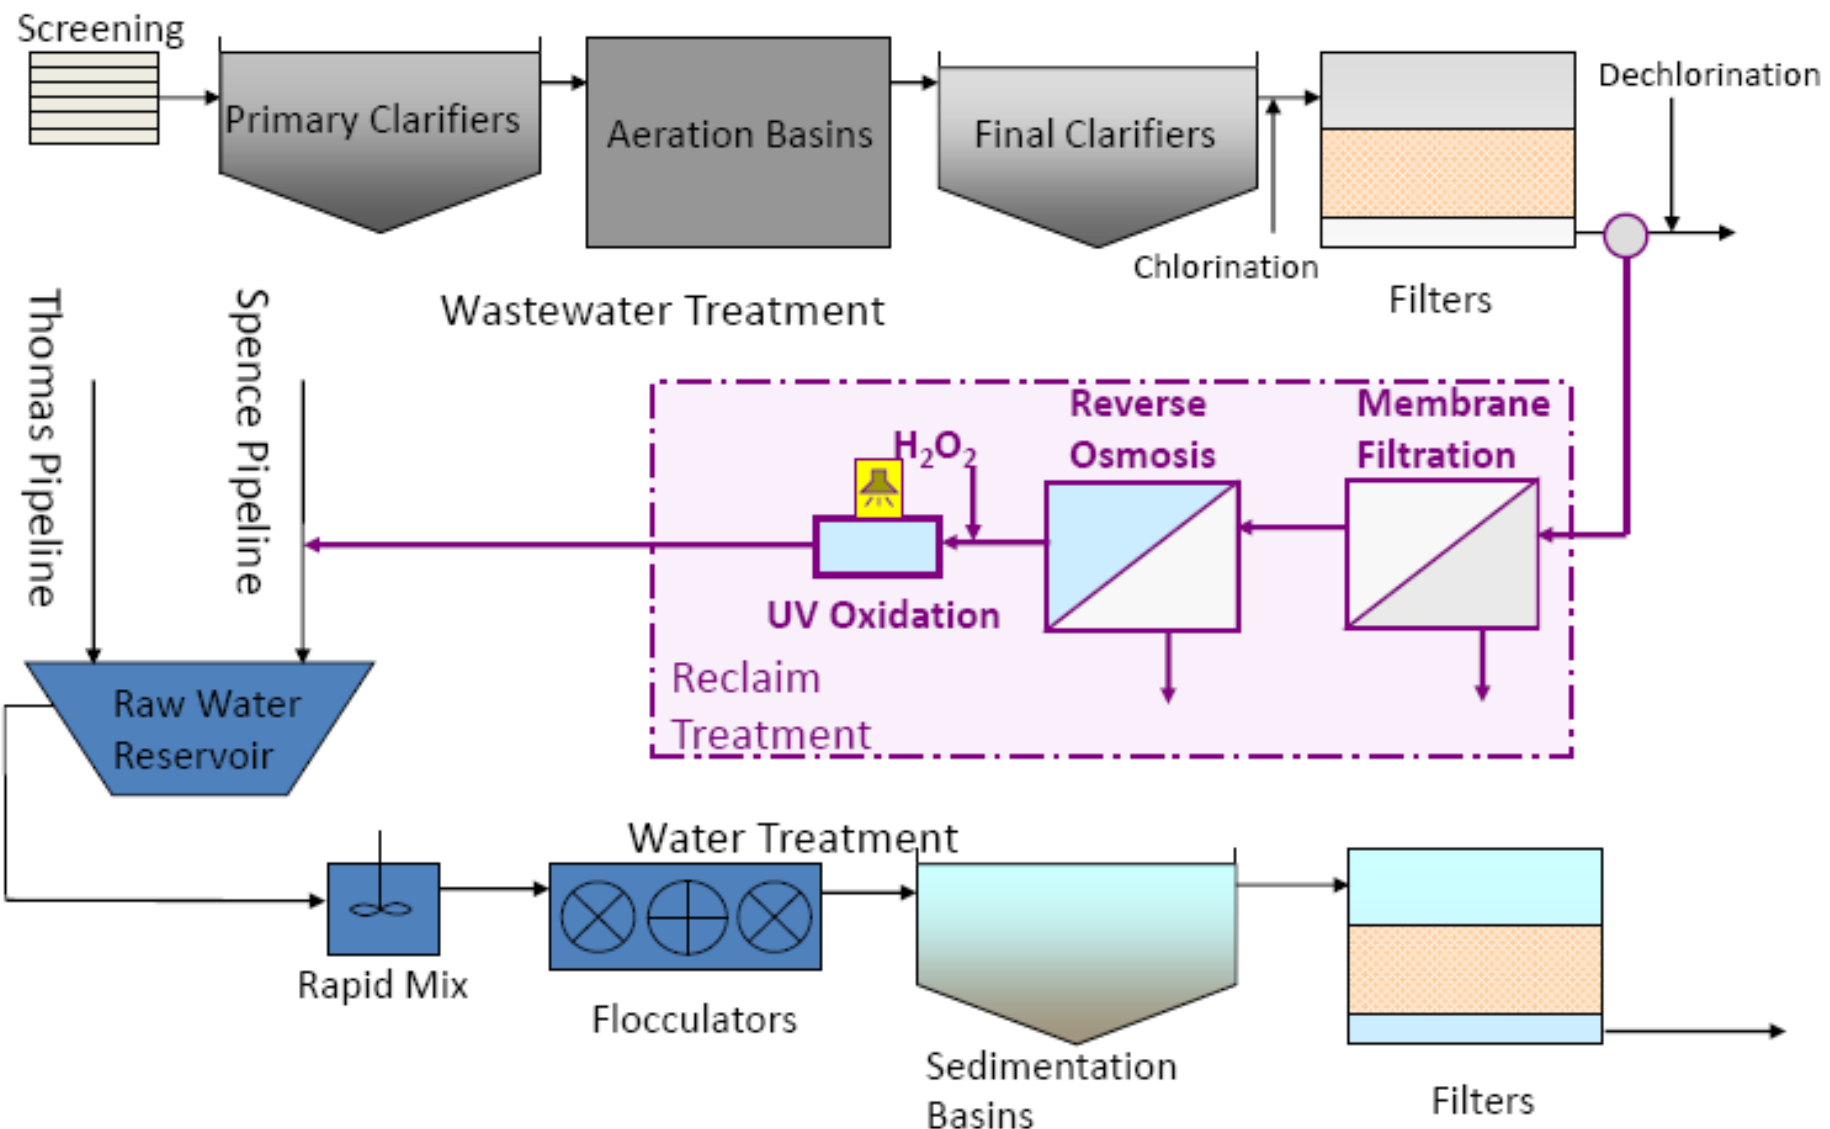 Screening
Primary Clarifiers
Aeration Basins
Final Clarifiers
Dechlorination
Chlorination
Filters
Wastewater Treatment
Thomas Pipeline
Spence Pipeline
Reverse
Osmosis
Membrane
Filtration
H₂O₂
UV Oxidation
Reclaim
Treatment
Raw Water
Reservoir
Water Treatment
Rapid Mix
Flocculators
Sedimentation
Basins
Filters